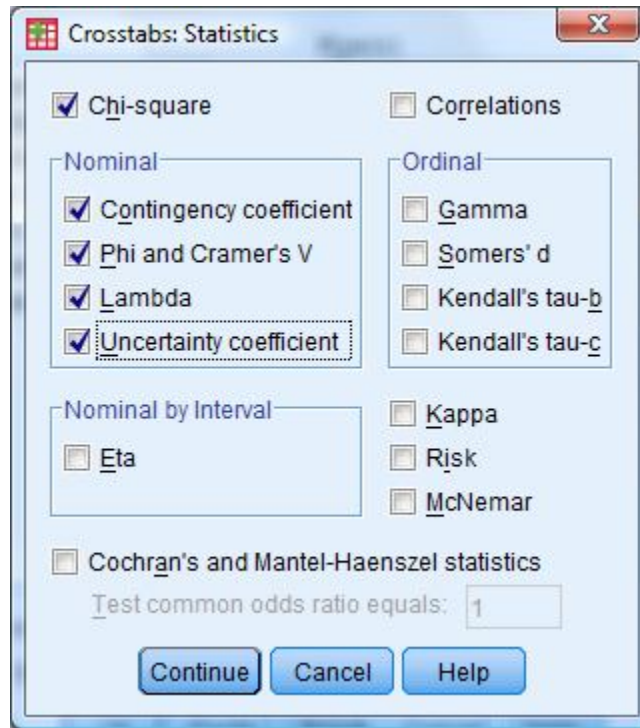 Crosstabs: Statistics
Chi-square
Correlations
Nominal
Contingency coefficient
Phi and Cramer's V
Lambda
Uncertainty coefficient
Ordinal
Gamma
Somers' d
Kendall's tau-b
Kendall's tau-c
Nominal by Interval
Eta
Kappa
Risk
McNemar
Cochran's and Mantel-Haenszel statistics
Test common odds ratio equals: 1
Continue Cancel Help